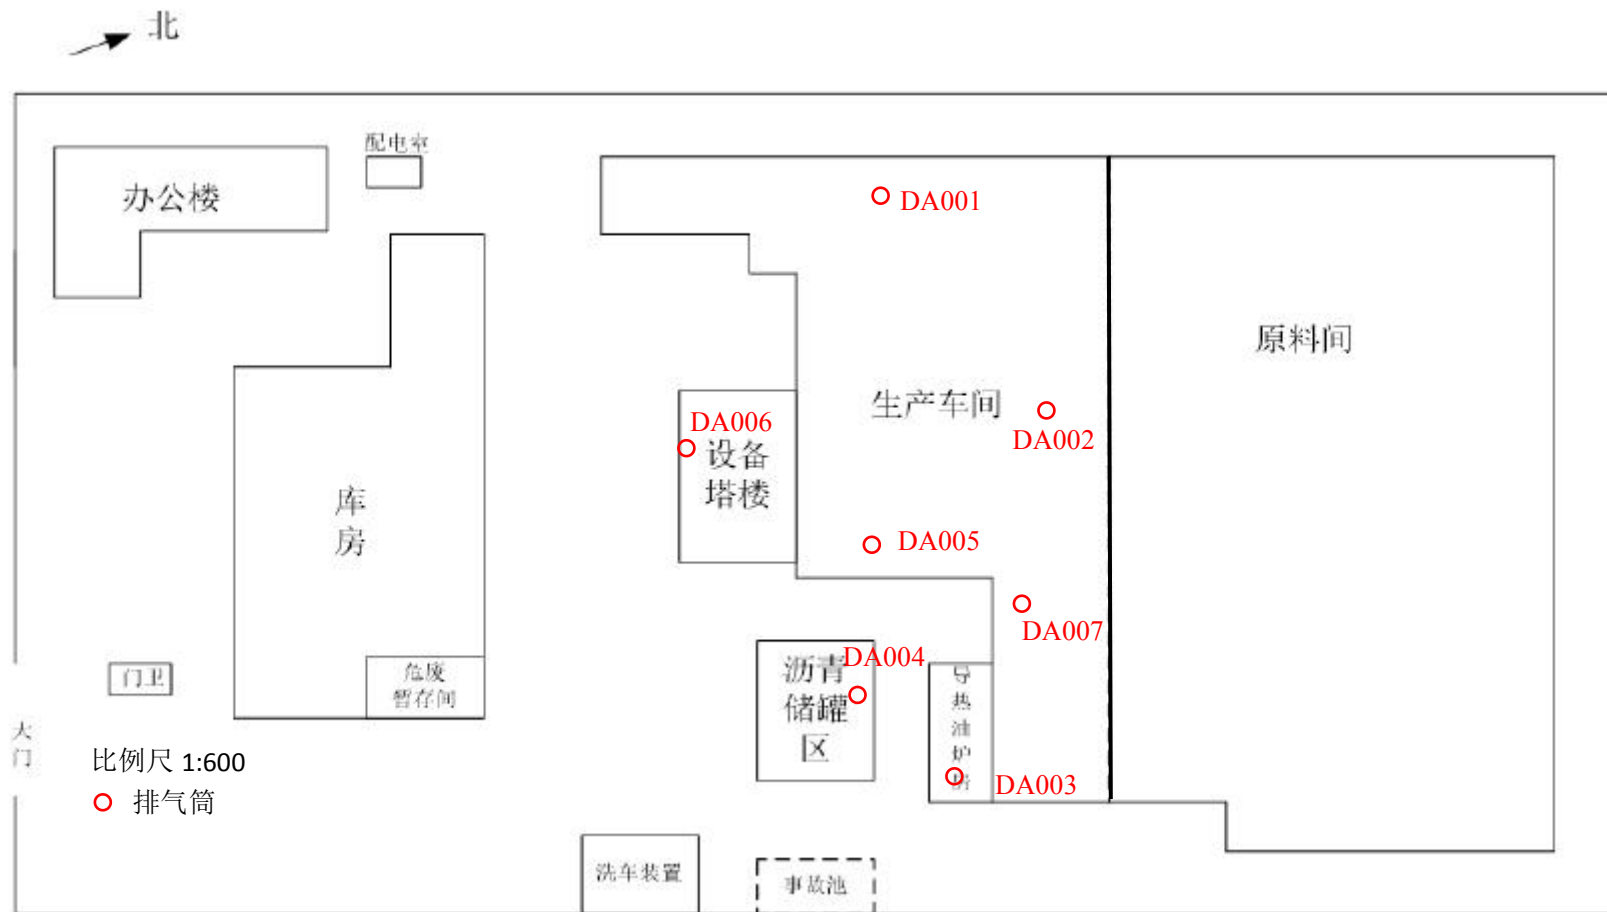 北
配电室
办公楼
DA001
原料间
生产车间
DA002
DA006
设备
塔楼
库
房
DA005
DA007
门卫
危废
暂存间
DA004
沥青
储罐
区
导
热
油
炉
DA003
大
门
比例尺 1:600
排气筒
洗车装置
事故池